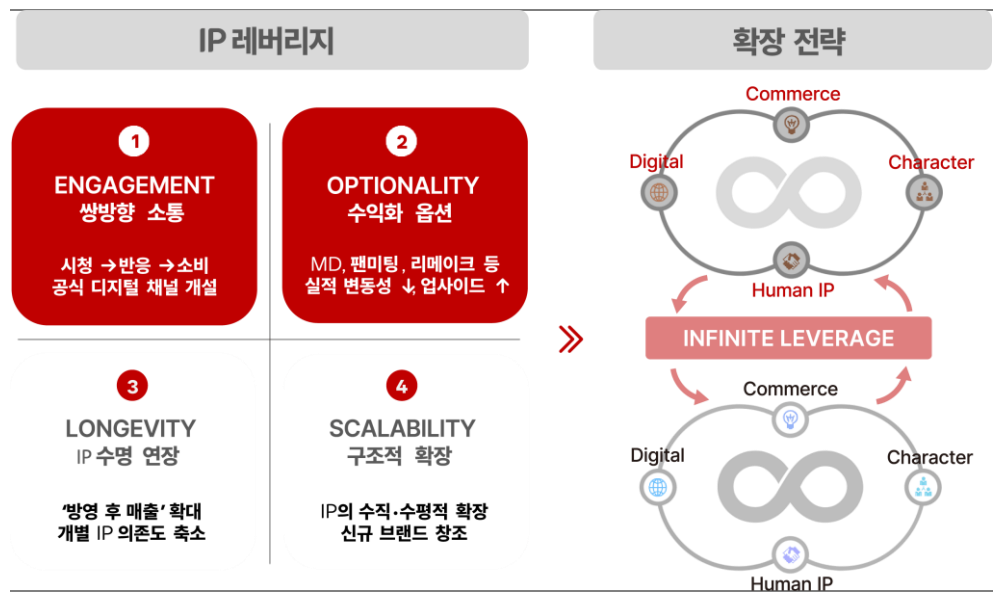 IP 레버리지
1
ENGAGEMENT
쌍방향 소통
시청 →반응 →소비
공식 디지털 채널 개설
2
OPTIONALITY
수익화 옵션
MD, 팬미팅, 리메이크 등
실적 변동성 ↓, 업사이드 ↑
3
LONGEVITY
IP 수명 연장
‘방영 후 매출’ 확대
개별 IP 의존도 축소
4
SCALABILITY
구조적 확장
IP의 수직·수평적 확장
신규 브랜드 창조
확장 전략
Commerce
Digital
Character
Human IP
INFINITE LEVERAGE
Commerce
Digital
Character
Human IP